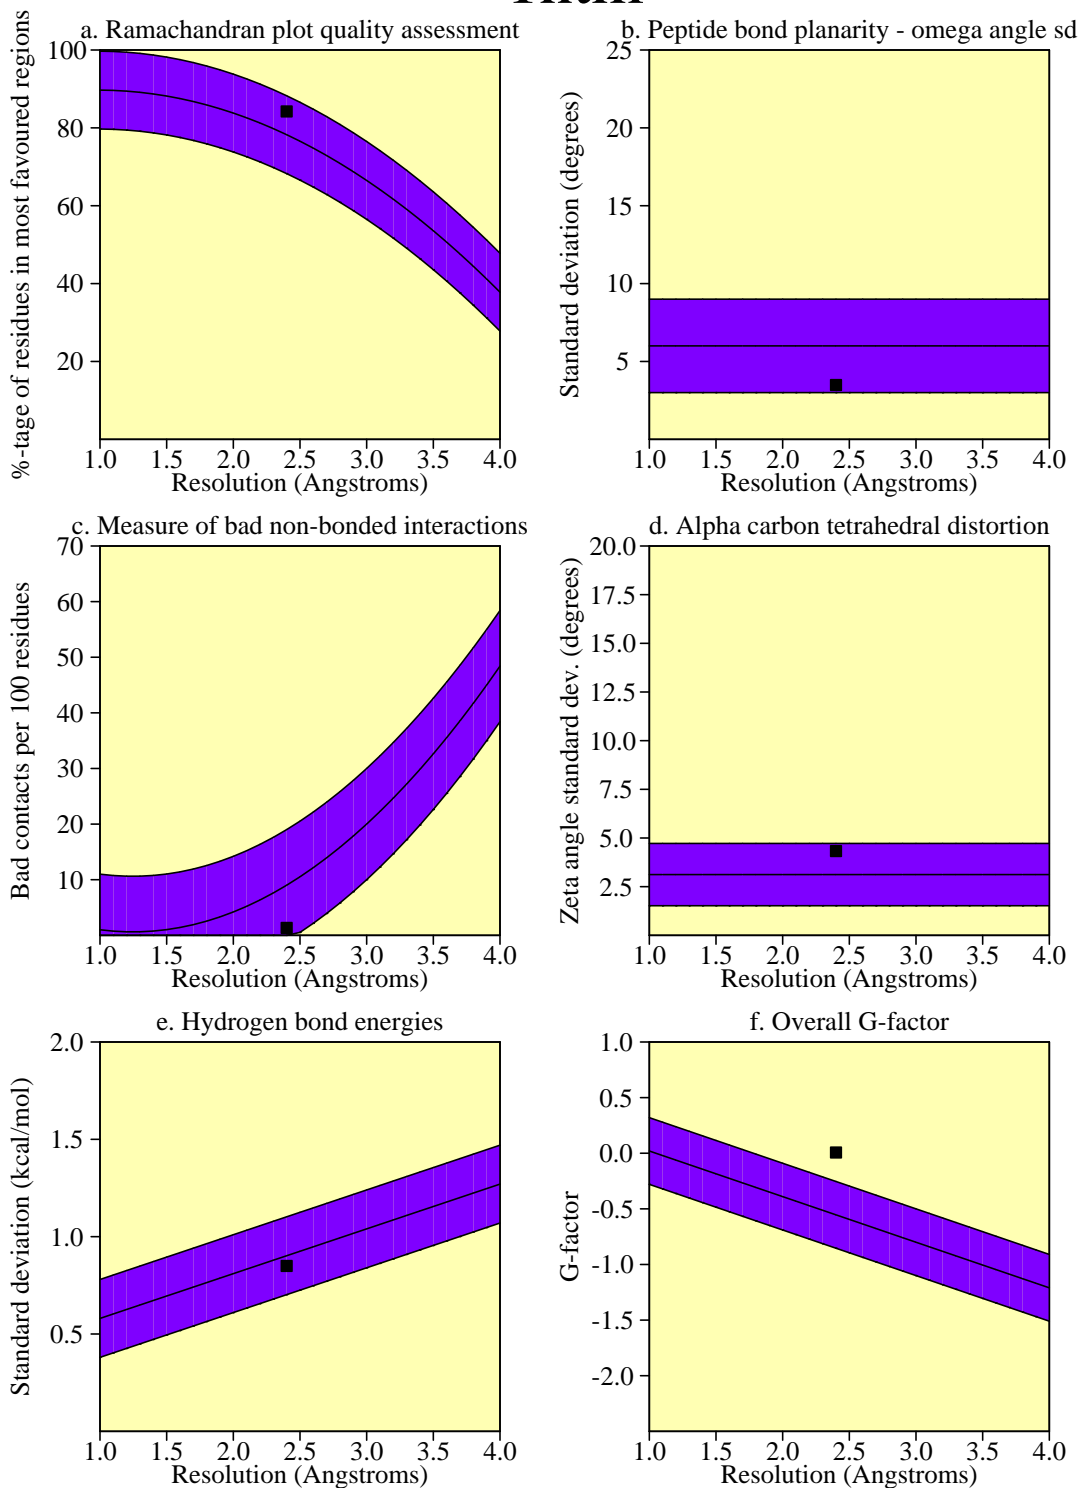 a. Ramachandran plot quality assessment
%-tage of residues in most favoured regions
100
80
60
40
20
1.0 1.5 2.0 2.5 3.0 3.5 4.0
Resolution (Angstroms)
b. Peptide bond planarity - omega angle sd
Standard deviation (degrees)
25
20
15
10
5
1.0 1.5 2.0 2.5 3.0 3.5 4.0
Resolution (Angstroms)
c. Measure of bad non-bonded interactions
Bad contacts per 100 residues
70
60
50
40
30
20
10
1.0 1.5 2.0 2.5 3.0 3.5 4.0
Resolution (Angstroms)
d. Alpha carbon tetrahedral distortion
Zeta angle standard dev. (degrees)
20.0
17.5
15.0
12.5
10.0
7.5
5.0
2.5
1.0 1.5 2.0 2.5 3.0 3.5 4.0
Resolution (Angstroms)
e. Hydrogen bond energies
Standard deviation (kcal/mol)
2.0
1.5
1.0
0.5
1.0 1.5 2.0 2.5 3.0 3.5 4.0
Resolution (Angstroms)
f. Overall G-factor
G-factor
1.0
0.5
0.0
-0.5
-1.0
-1.5
-2.0
1.0 1.5 2.0 2.5 3.0 3.5 4.0
Resolution (Angstroms)